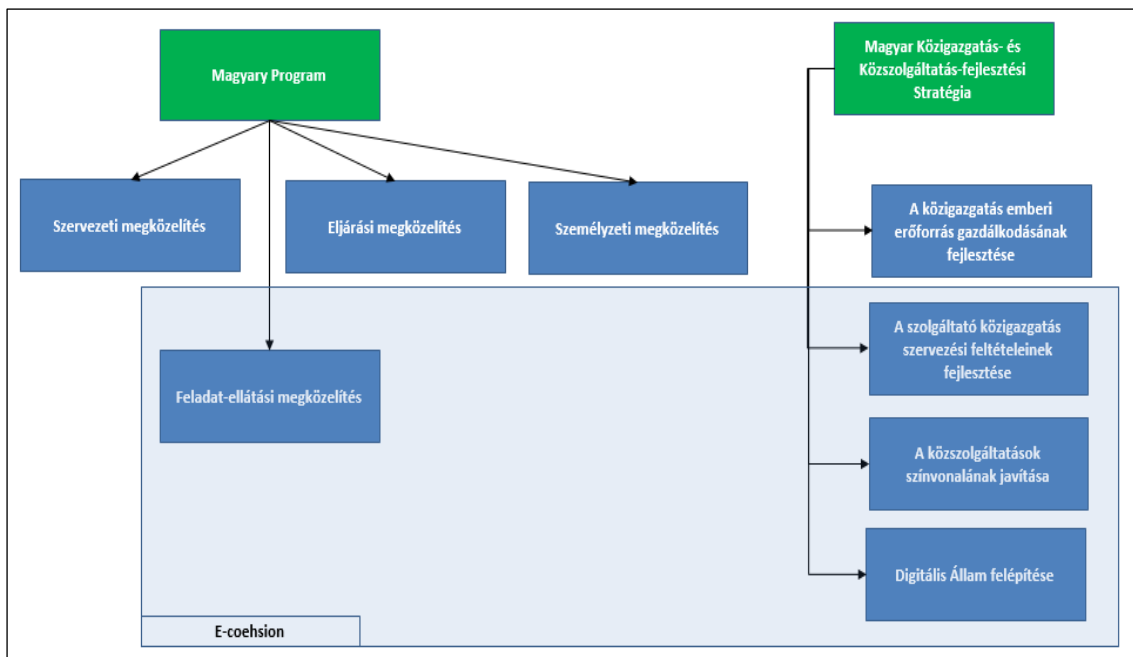 Magyary Program
Magyar Közigazgatás- és
Közszolgáltatás-fejlesztési
Stratégia
Szervezeti megközelítés
Eljárási megközelítés
Személyzeti megközelítés
A közigazgatás emberi
erőforrás gazdálkodásának
fejlesztése
Feladat-ellátási megközelítés
A szolgáltató közigazgatás
szervezési feltételeinek
fejlesztése
A közszolgáltatások
színvonalának javítása
Digitális Állam felépítése
E-coehsion